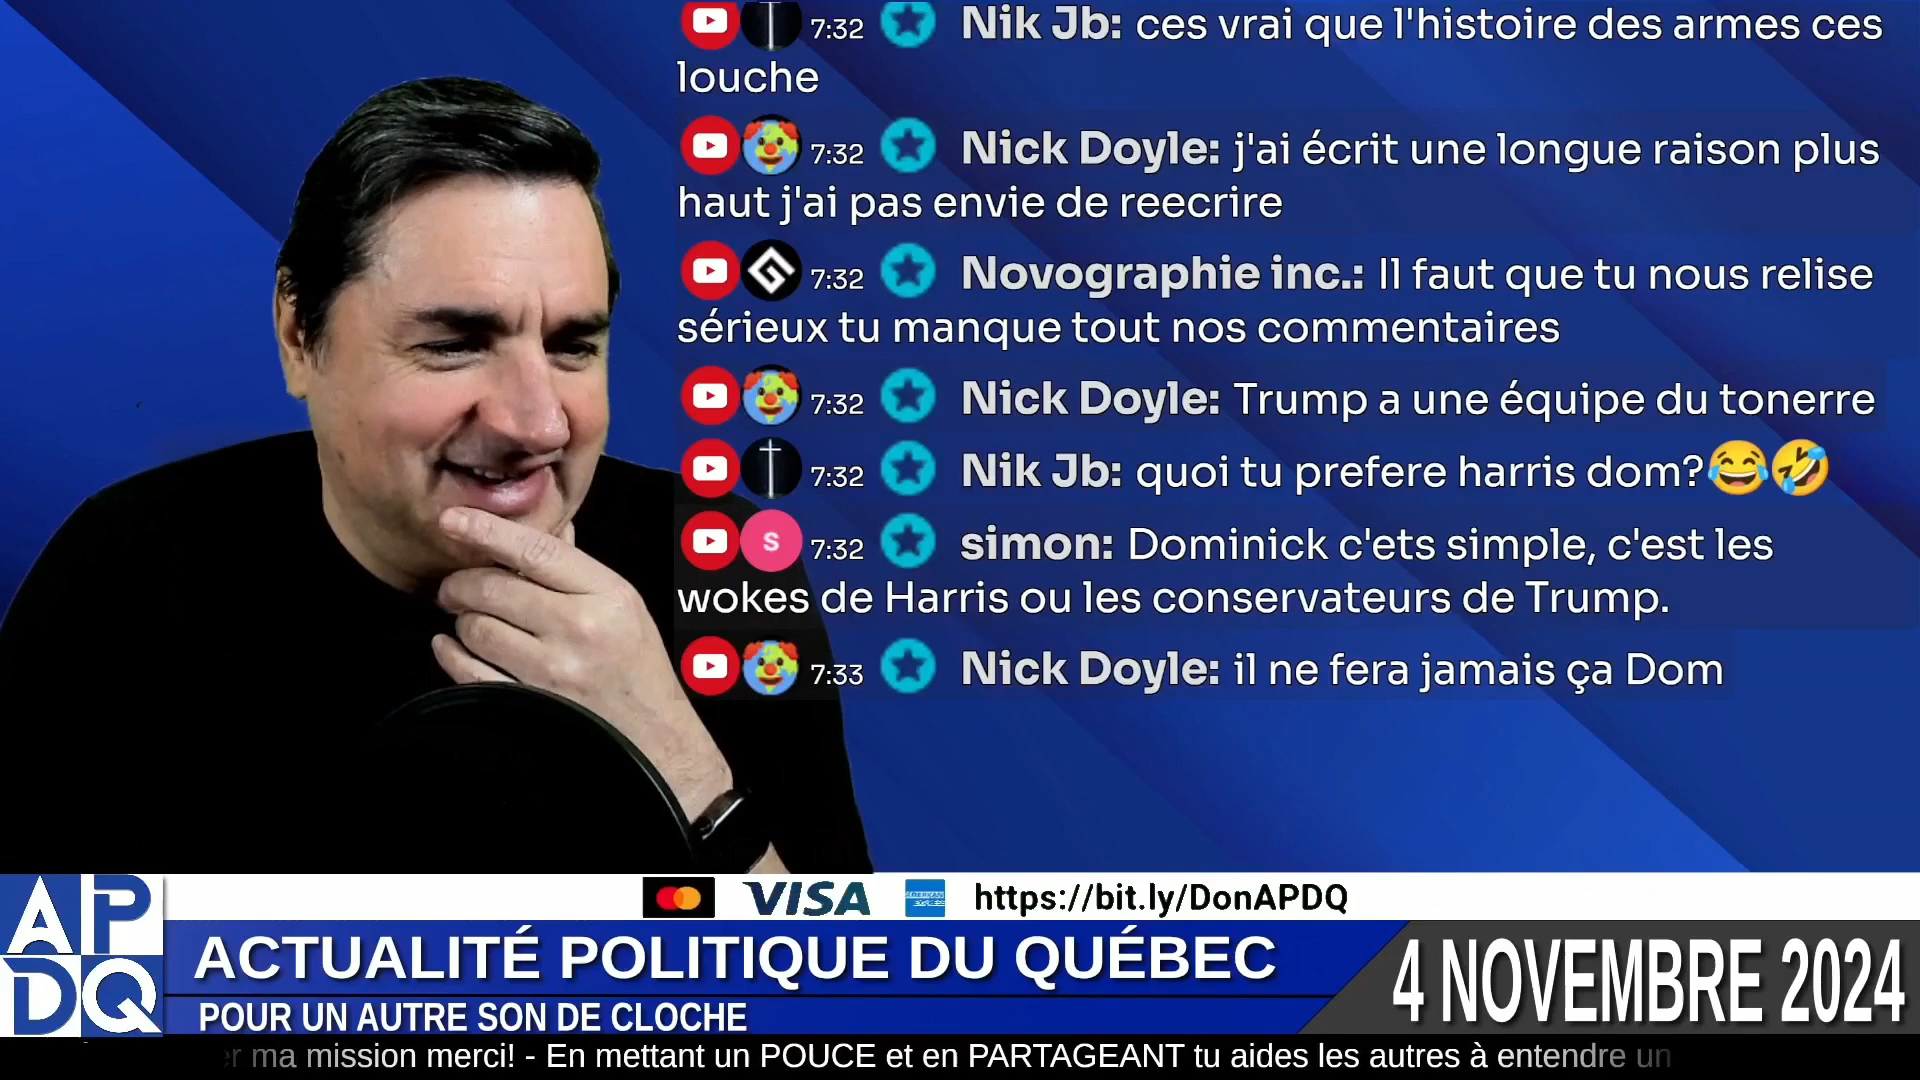 7:32 Nik Jb: ces vrai que l'histoire des armes ces
louche
7:32 Nick Doyle: j'ai écrit une longue raison plus
haut j'ai pas envie de reecrire
7:32 Novographie inc.: Il faut que tu nous relise
sérieux tu manque tout nos commentaires
7:32 Nick Doyle: Trump a une équipe du tonerre
7:32 Nik Jb: quoi tu prefere harris dom?😂🤣
S 7:32 simon: Dominick c'ets simple, c'est les
wokes de Harris ou les conservateurs de Trump.
7:33 Nick Doyle: il ne fera jamais ça Dom
VISA https://bit.ly/DonAPDQ
AP
DQ
ACTUALITÉ POLITIQUE DU QUÉBEC
POUR UN AUTRE SON DE CLOCHE
4 NOVEMBRE 2024
ma mission merci! - En mettant un POUCE et en PARTAGEANT tu aides les autres à entendre un